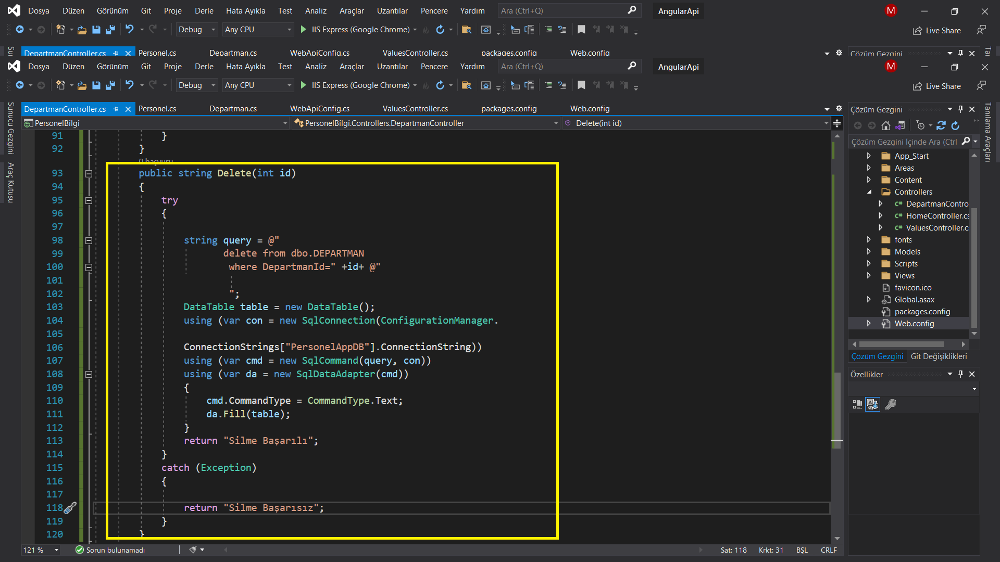 Dosya Düzen Görünüm Git Proje Derle Hata Ayıkla Test Analiz Araçlar Uzantılar Pencere Yardım Ara (Ctrl+Q) AngularApi M
Debug Any CPU IIS Express (Google Chrome) Live Share
DepartmanController.cs Personel.cs Departman.cs WebApiConfig.cs ValuesController.cs packages.config Web.config Çözüm Gezgini
Dosya Düzen Görünüm Git Proje Derle Hata Ayıkla Test Analiz Araçlar Uzantılar Pencere Yardım Ara (Ctrl+Q) AngularApi M
Debug Any CPU IIS Express (Google Chrome) Live Share
Sunucu Gezgini
Araç Kutusu
DepartmanController.cs Personel.cs Departman.cs WebApiConfig.cs ValuesController.cs packages.config Web.config
PersonelBilgi PersonelBilgi.Controllers.DepartmanController Delete(int id)
91 }
92 }
0 başvuru
93 public string Delete(int id)
94 {
95 try
96 {
97
98 string query = @"
99 delete from dbo.DEPARTMAN
100 where DepartmanId=" +id+ @"
101
102 ";
103 DataTable table = new DataTable();
104 using (var con = new SqlConnection(ConfigurationManager.
105
106 ConnectionStrings["PersonelAppDB"].ConnectionString))
107 using (var cmd = new SqlCommand(query, con))
108 using (var da = new SqlDataAdapter(cmd))
109 {
110 cmd.CommandType = CommandType.Text;
111 da.Fill(table);
112 }
113 return "Silme Başarılı";
114 }
115 catch (Exception)
116 {
117
118 return "Silme Başarısız";
119 }
120 }
121 % Sorun bulunamadı Sat: 118 Krkt: 31 BŞL CRLF
Çözüm Gezgini
Çözüm Gezgini İçinde Ara (Ctrl
App_Start
Areas
Content
Controllers
C# DepartmanContro
C# HomeController.cs
C# ValuesController.c
fonts
Models
Scripts
Views
favicon.ico
Global.asax
packages.config
Web.config
Çözüm Gezgini Git Değişiklikleri
Özellikler
Tanılama Araçları